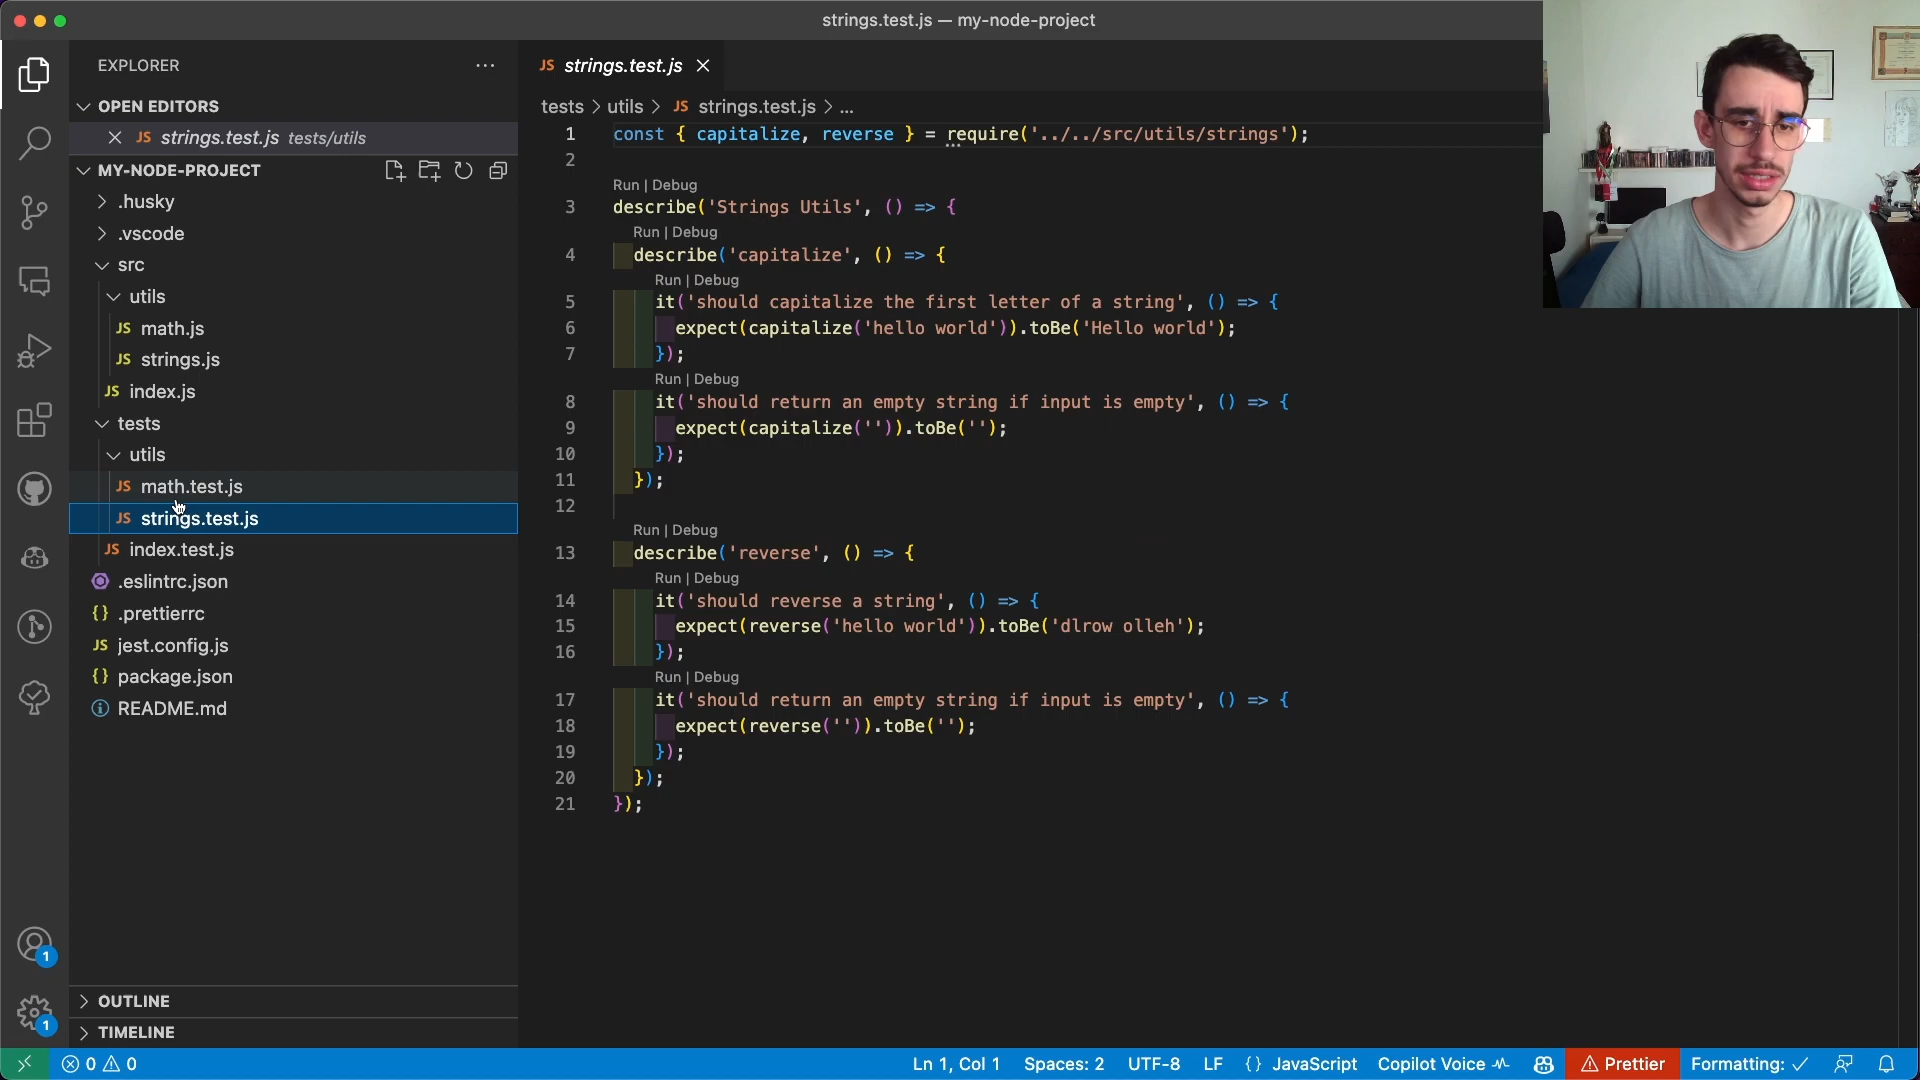 strings.test.js — my-node-project
EXPLORER
OPEN EDITORS
JS strings.test.js tests/utils
MY-NODE-PROJECT
.husky
.vscode
src
utils
JS math.js
JS strings.js
JS index.js
tests
utils
JS math.test.js
JS strings.test.js
JS index.test.js
.eslintrc.json
{} .prettierrc
JS jest.config.js
{} package.json
README.md
OUTLINE
TIMELINE
1
1
JS strings.test.js
tests > utils > JS strings.test.js > ...
1 const { capitalize, reverse } = require('../../src/utils/strings');
2
Run | Debug
3 describe('Strings Utils', () => {
Run | Debug
4 describe('capitalize', () => {
Run | Debug
5 it('should capitalize the first letter of a string', () => {
6 expect(capitalize('hello world')).toBe('Hello world');
7 });
Run | Debug
8 it('should return an empty string if input is empty', () => {
9 expect(capitalize('')).toBe('');
10 });
11 });
12
Run | Debug
13 describe('reverse', () => {
Run | Debug
14 it('should reverse a string', () => {
15 expect(reverse('hello world')).toBe('dlrow olleh');
16 });
Run | Debug
17 it('should return an empty string if input is empty', () => {
18 expect(reverse('')).toBe('');
19 });
20 });
21 });
0 0 Ln 1, Col 1 Spaces: 2 UTF-8 LF {} JavaScript Copilot Voice Prettier Formatting: ✓